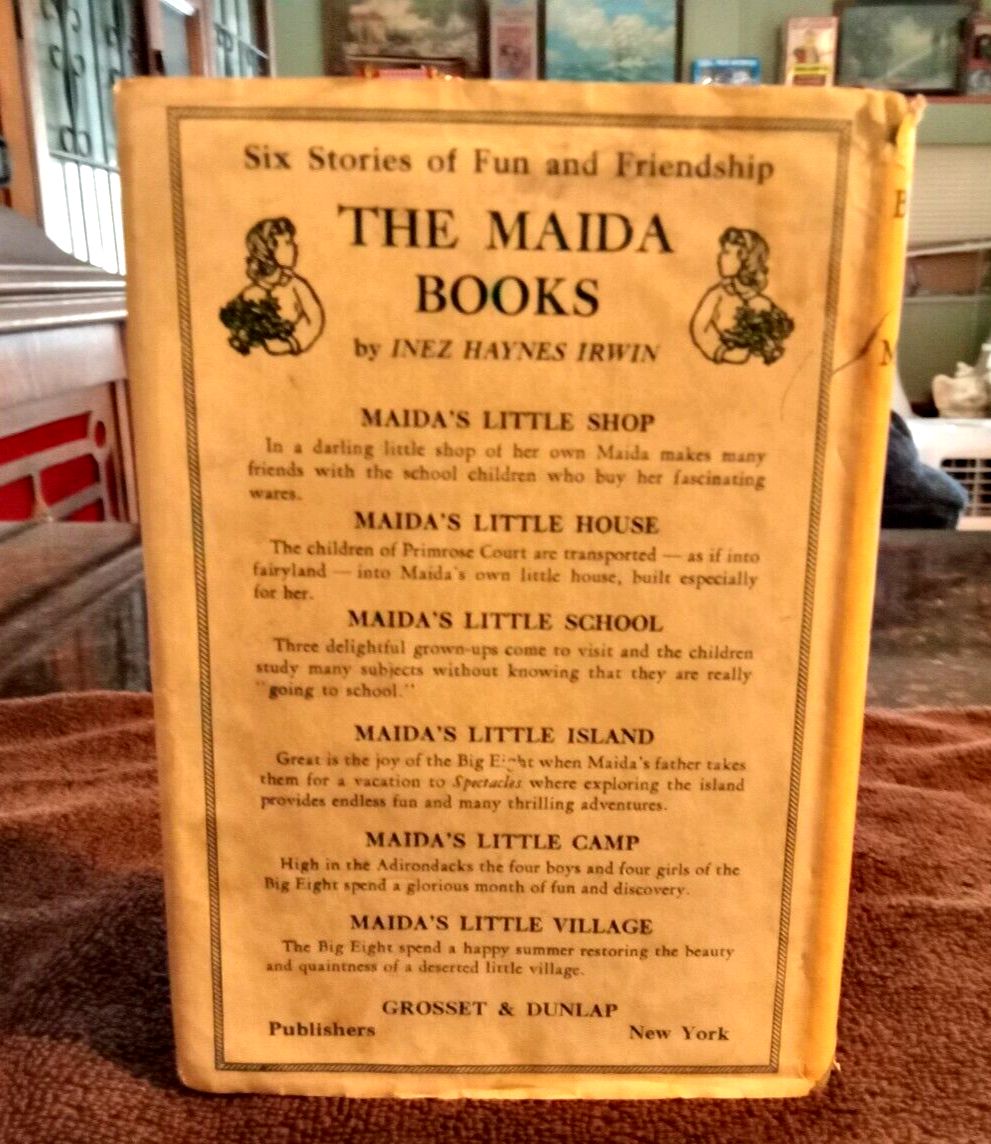 Six Stories of Fun and Friendship
THE MAIDA
BOOKS
by INEZ HAYNES IRWIN
MAIDA'S LITTLE SHOP
In a darling little shop of her own Maida makes many
friends with the school children who buy her fascinating
wares.
MAIDA'S LITTLE HOUSE
The children of Primrose Court are transported — as if into
fairyland — into Maida's own little house, built especially
for her.
MAIDA'S LITTLE SCHOOL
Three delightful grown-ups come to visit and the children
study many subjects without knowing that they are really
"going to school."
MAIDA'S LITTLE ISLAND
Great is the joy of the Big Eight when Maida's father takes
them for a vacation to Spectacles where exploring the island
provides endless fun and many thrilling adventures.
MAIDA'S LITTLE CAMP
High in the Adirondacks the four boys and four girls of the
Big Eight spend a glorious month of fun and discovery.
MAIDA'S LITTLE VILLAGE
The Big Eight spend a happy summer restoring the beauty
and quaintness of a deserted little village.
GROSSET & DUNLAP
Publishers New York